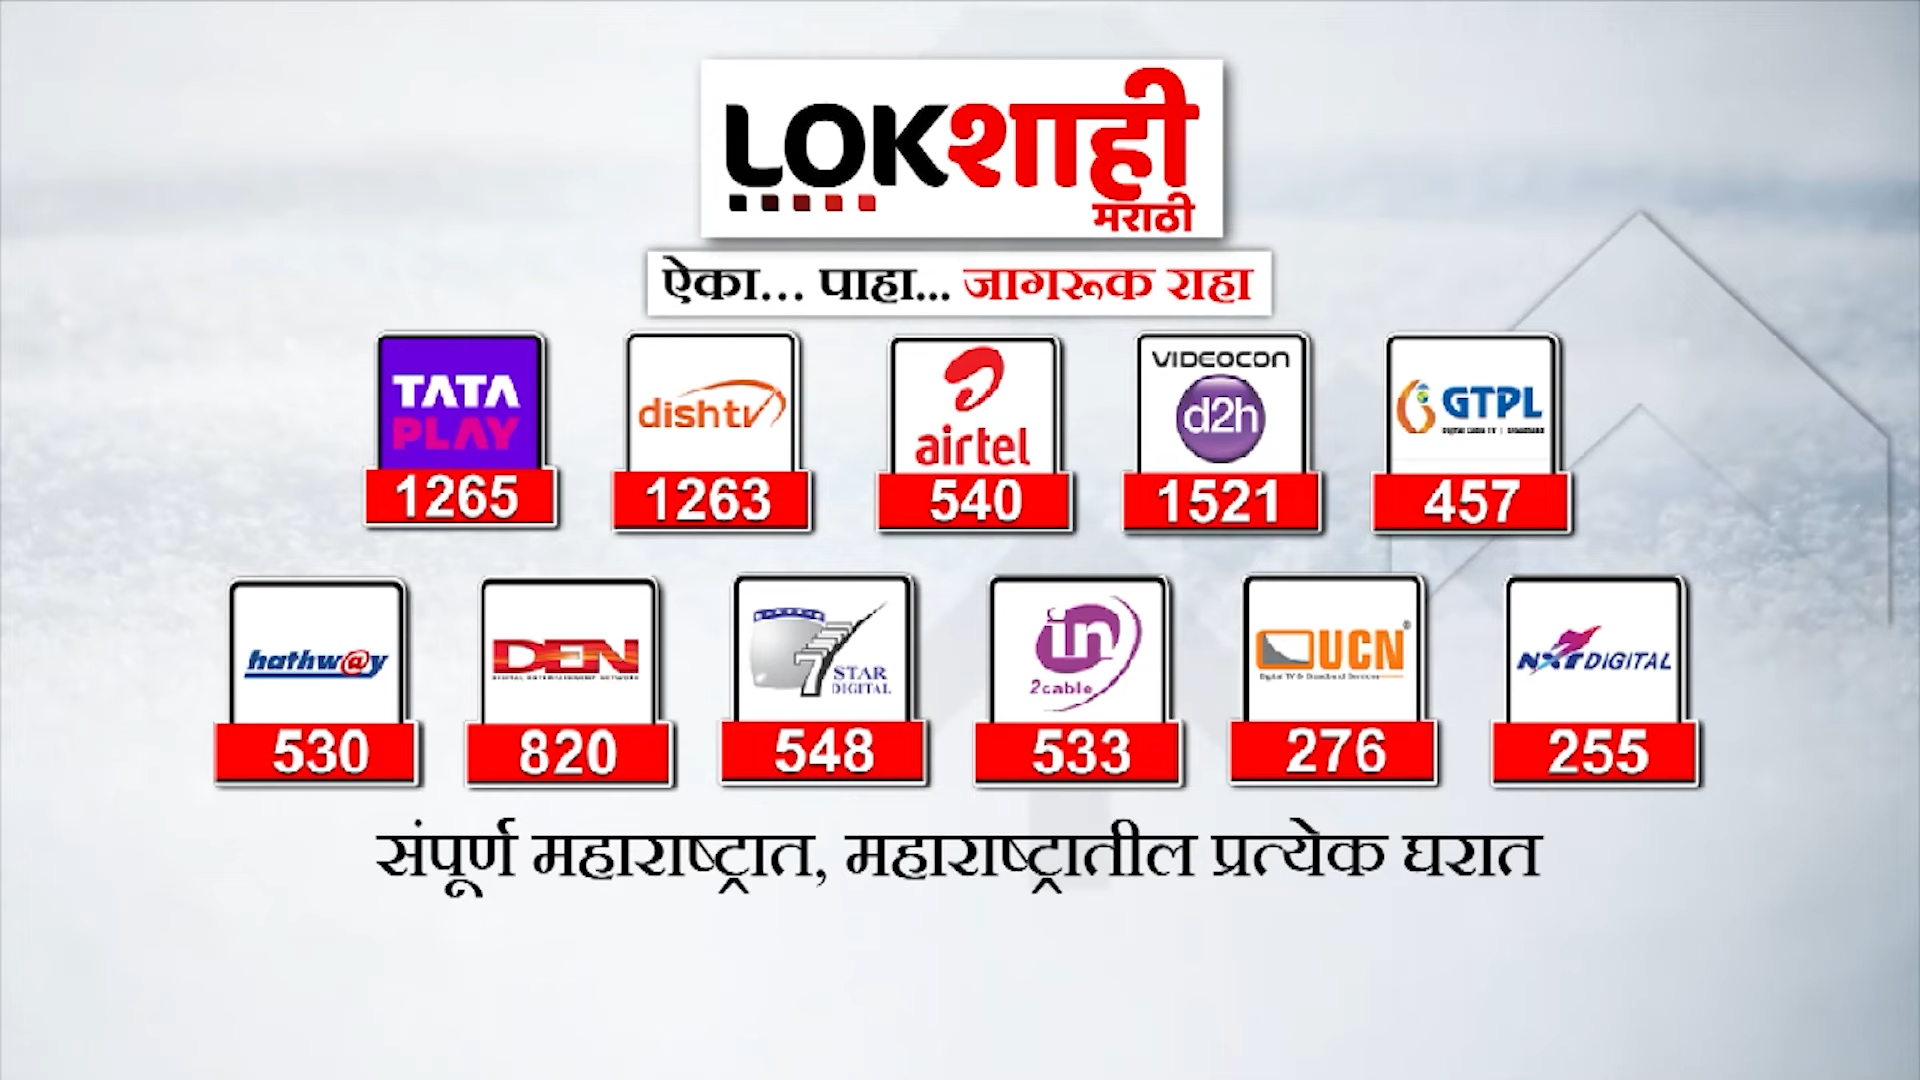 LOKशाही
मराठी
ऐका... पाहा... जागरूक राहा
TATA PLAY
dishtv
airtel
VIDEOCON d2h
GTPL
1265
1263
540
1521
457
hathw@y
DEN
7 STAR DIGITAL
in 2cable
UCN
NXT DIGITAL
530
820
548
533
276
255
संपूर्ण महाराष्ट्रात, महाराष्ट्रातील प्रत्येक घरात